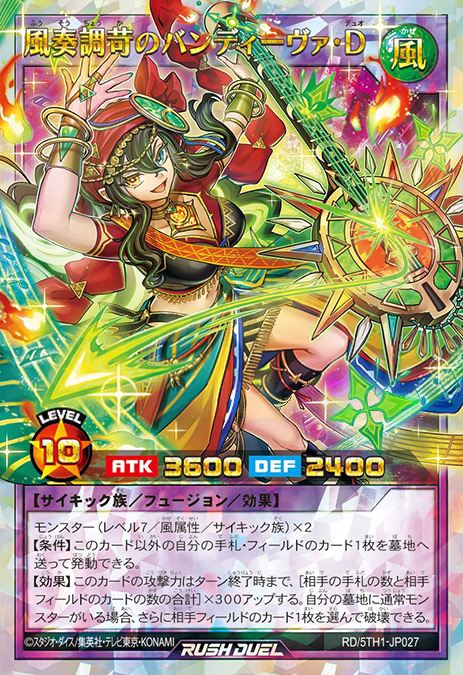 風奏調苛のバンディーヴァ・D
風
LEVEL
10
ATK 3600 DEF 2400
【サイキック族／フュージョン／効果】
モンスター(レベル7／風属性／サイキック族)×2
【条件】このカード以外の自分の手札・フィールドのカード1枚を墓地へ
送って発動できる。
【効果】このカードの攻撃力はターン終了時まで、[相手の手札の数と相手
フィールドのカードの数の合計]×300アップする。自分の墓地に通常モン
スターがいる場合、さらに相手フィールドのカード1枚を選んで破壊できる。
©スタジオ・ダイス/集英社・テレビ東京・KONAMI RUSH DUEL RD/5TH1-JP027